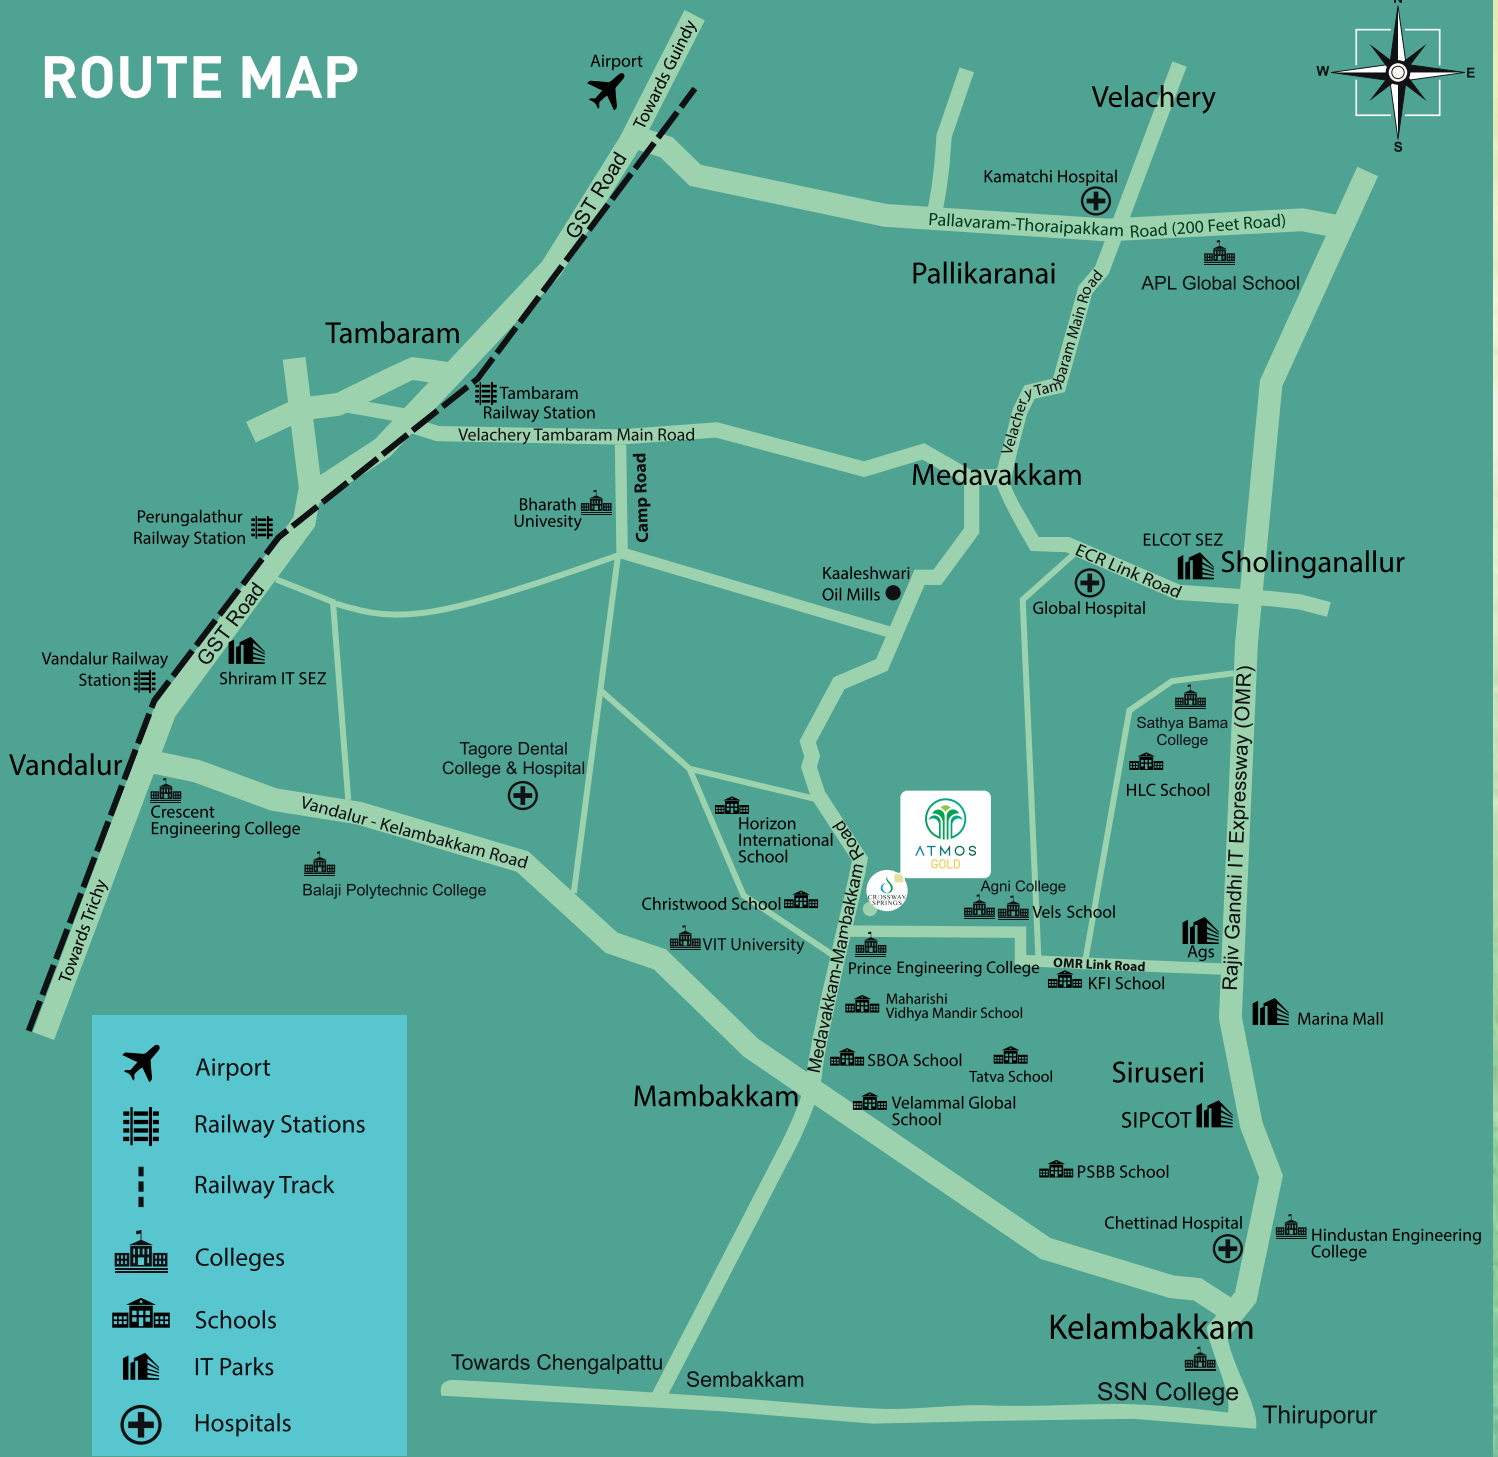 ROUTE MAP
N
W
E
S
Airport
Towards Guindy
GST Road
Velachery
Kamatchi Hospital
Pallavaram-Thoraipakkam Road (200 Feet Road)
APL Global School
Pallikaranai
Velachery Tambaram Main Road
Tambaram
Tambaram
Railway Station
Velachery Tambaram Main Road
Camp Road
Bharath
Univesity
Medavakkam
Perungalathur
Railway Station
ECR Link Road
ELCOT SEZ
Sholinganallur
Kaaleshwari
Oil Mills
Global Hospital
GST Road
Vandalur Railway
Station
Shriram IT SEZ
Rajiv Gandhi IT Expressway (OMR)
Sathya Bama
College
HLC School
Vandalur
Tagore Dental
College & Hospital
Crescent
Engineering College
Vandalur - Kelambakkam Road
Balaji Polytechnic College
Horizon
International
School
Medavakkam-Mambakkam Road
ATMOS
GOLD
CROSSWAY
SPRINGS
Agni College
Vels School
Christwood School
VIT University
Towards Trichy
Ags
Prince Engineering College
OMR Link Road
KFI School
Maharishi
Vidhya Mandir School
Marina Mall
SBOA School
Tatva School
Siruseri
SIPCOT
Mambakkam
Velammal Global
School
PSBB School
Chettinad Hospital
Hindustan Engineering
College
Kelambakkam
SSN College
Thiruporur
Towards Chengalpattu
Sembakkam
Airport
Railway Stations
Railway Track
Colleges
Schools
IT Parks
Hospitals